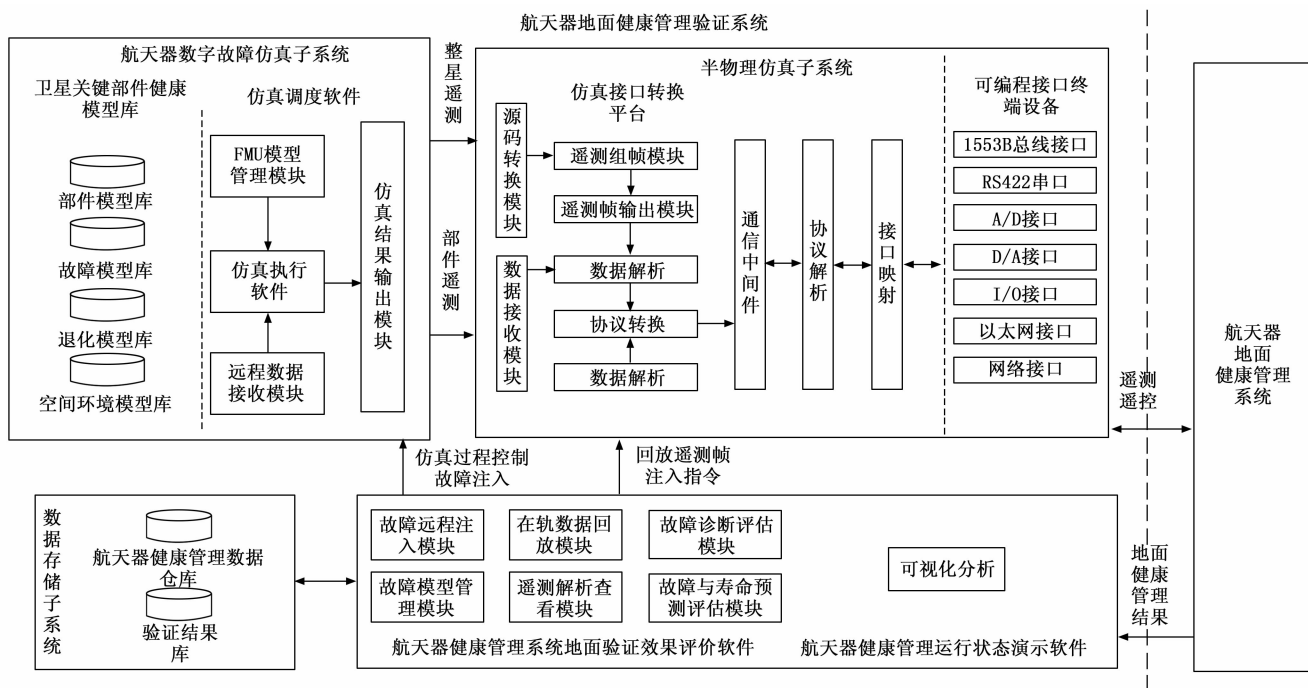 航天器地面健康管理验证系统
航天器数字故障仿真子系统
卫星关键部件健康
模型库
部件模型库
故障模型库
退化模型库
空间环境模型库
仿真调度软件
FMU模型
管理模块
仿真执行
软件
远程数据
接收模块
仿真结果输出模块
整星遥测
部件遥测
半物理仿真子系统
源码转换模块
数据接收模块
仿真接口转换
平台
遥测组帧模块
遥测帧输出模块
数据解析
协议转换
数据解析
通信中间件
协议解析
接口映射
可编程接口终
端设备
1553B总线接口
RS422串口
A/D接口
D/A接口
I/O接口
以太网接口
网络接口
遥测
遥控
航天器
地面
健康管理
系统
仿真过程控制
故障注入
回放遥测帧
注入指令
数据存储子系统
航天器健康管理数据
仓库
验证结果
库
故障远程注
入模块
在轨数据回
放模块
故障诊断评估
模块
故障模型管
理模块
遥测解析查
看模块
故障与寿命预
测评估模块
可视化分析
航天器健康管理系统地面验证效果评价软件
航天器健康管理运行状态演示软件
地面
健康
管理
结果